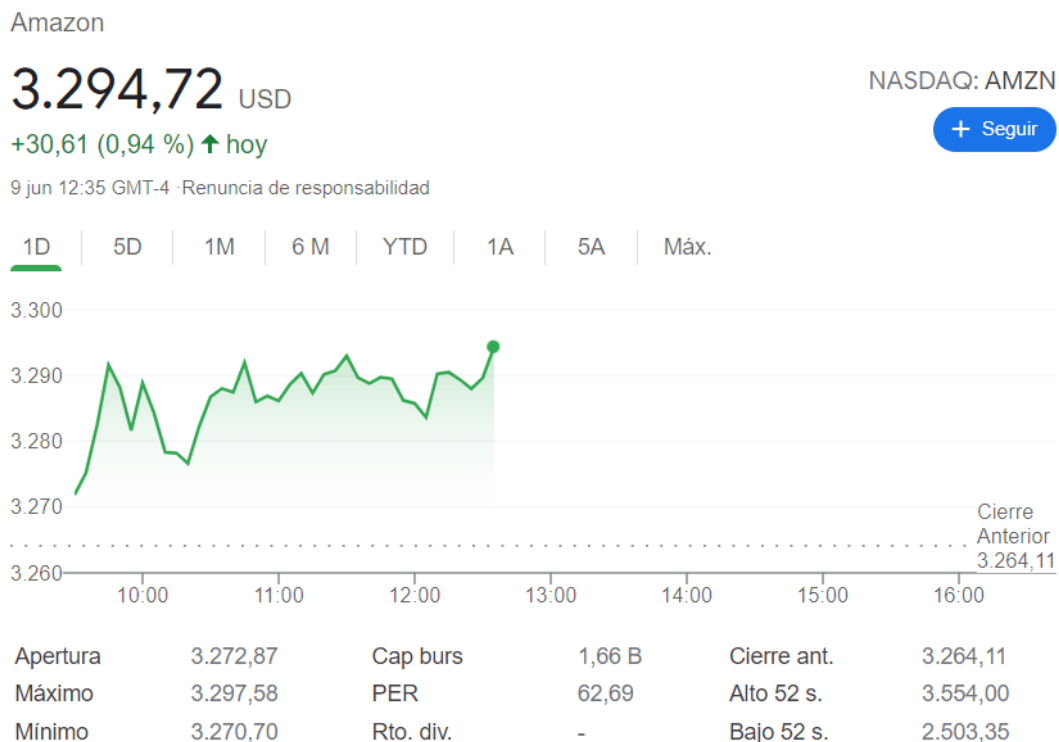 Amazon
3.294,72 USD
NASDAQ: AMZN
+30,61 (0,94 %) ↑ hoy
+ Seguir
9 jun 12:35 GMT-4 ·Renuncia de responsabilidad
1D 5D 1M 6 M YTD 1A 5A Máx.
3.300
3.290
3.280
3.270
Cierre
Anterior
3.264,11
3.260
10:00 11:00 12:00 13:00 14:00 15:00 16:00
Apertura 3.272,87 Cap burs 1,66 B Cierre ant. 3.264,11
Máximo 3.297,58 PER 62,69 Alto 52 s. 3.554,00
Mínimo 3.270,70 Rto. div. - Bajo 52 s. 2.503,35